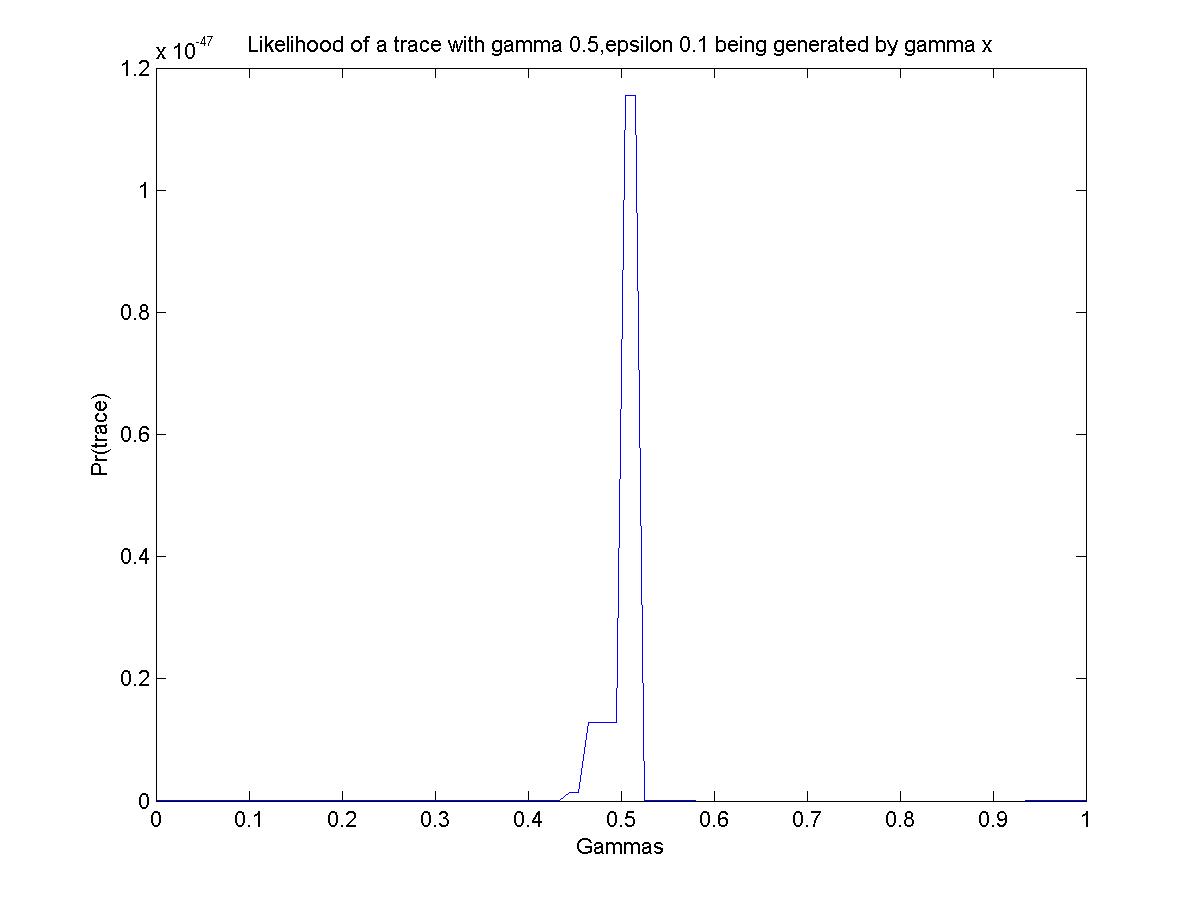 x 10-47
Likelihood of a trace with gamma 0.5,epsilon 0.1 being generated by gamma x
1.2
1
0.8
0.6
0.4
0.2
0
Pr(trace)
0 0.1 0.2 0.3 0.4 0.5 0.6 0.7 0.8 0.9 1
Gammas